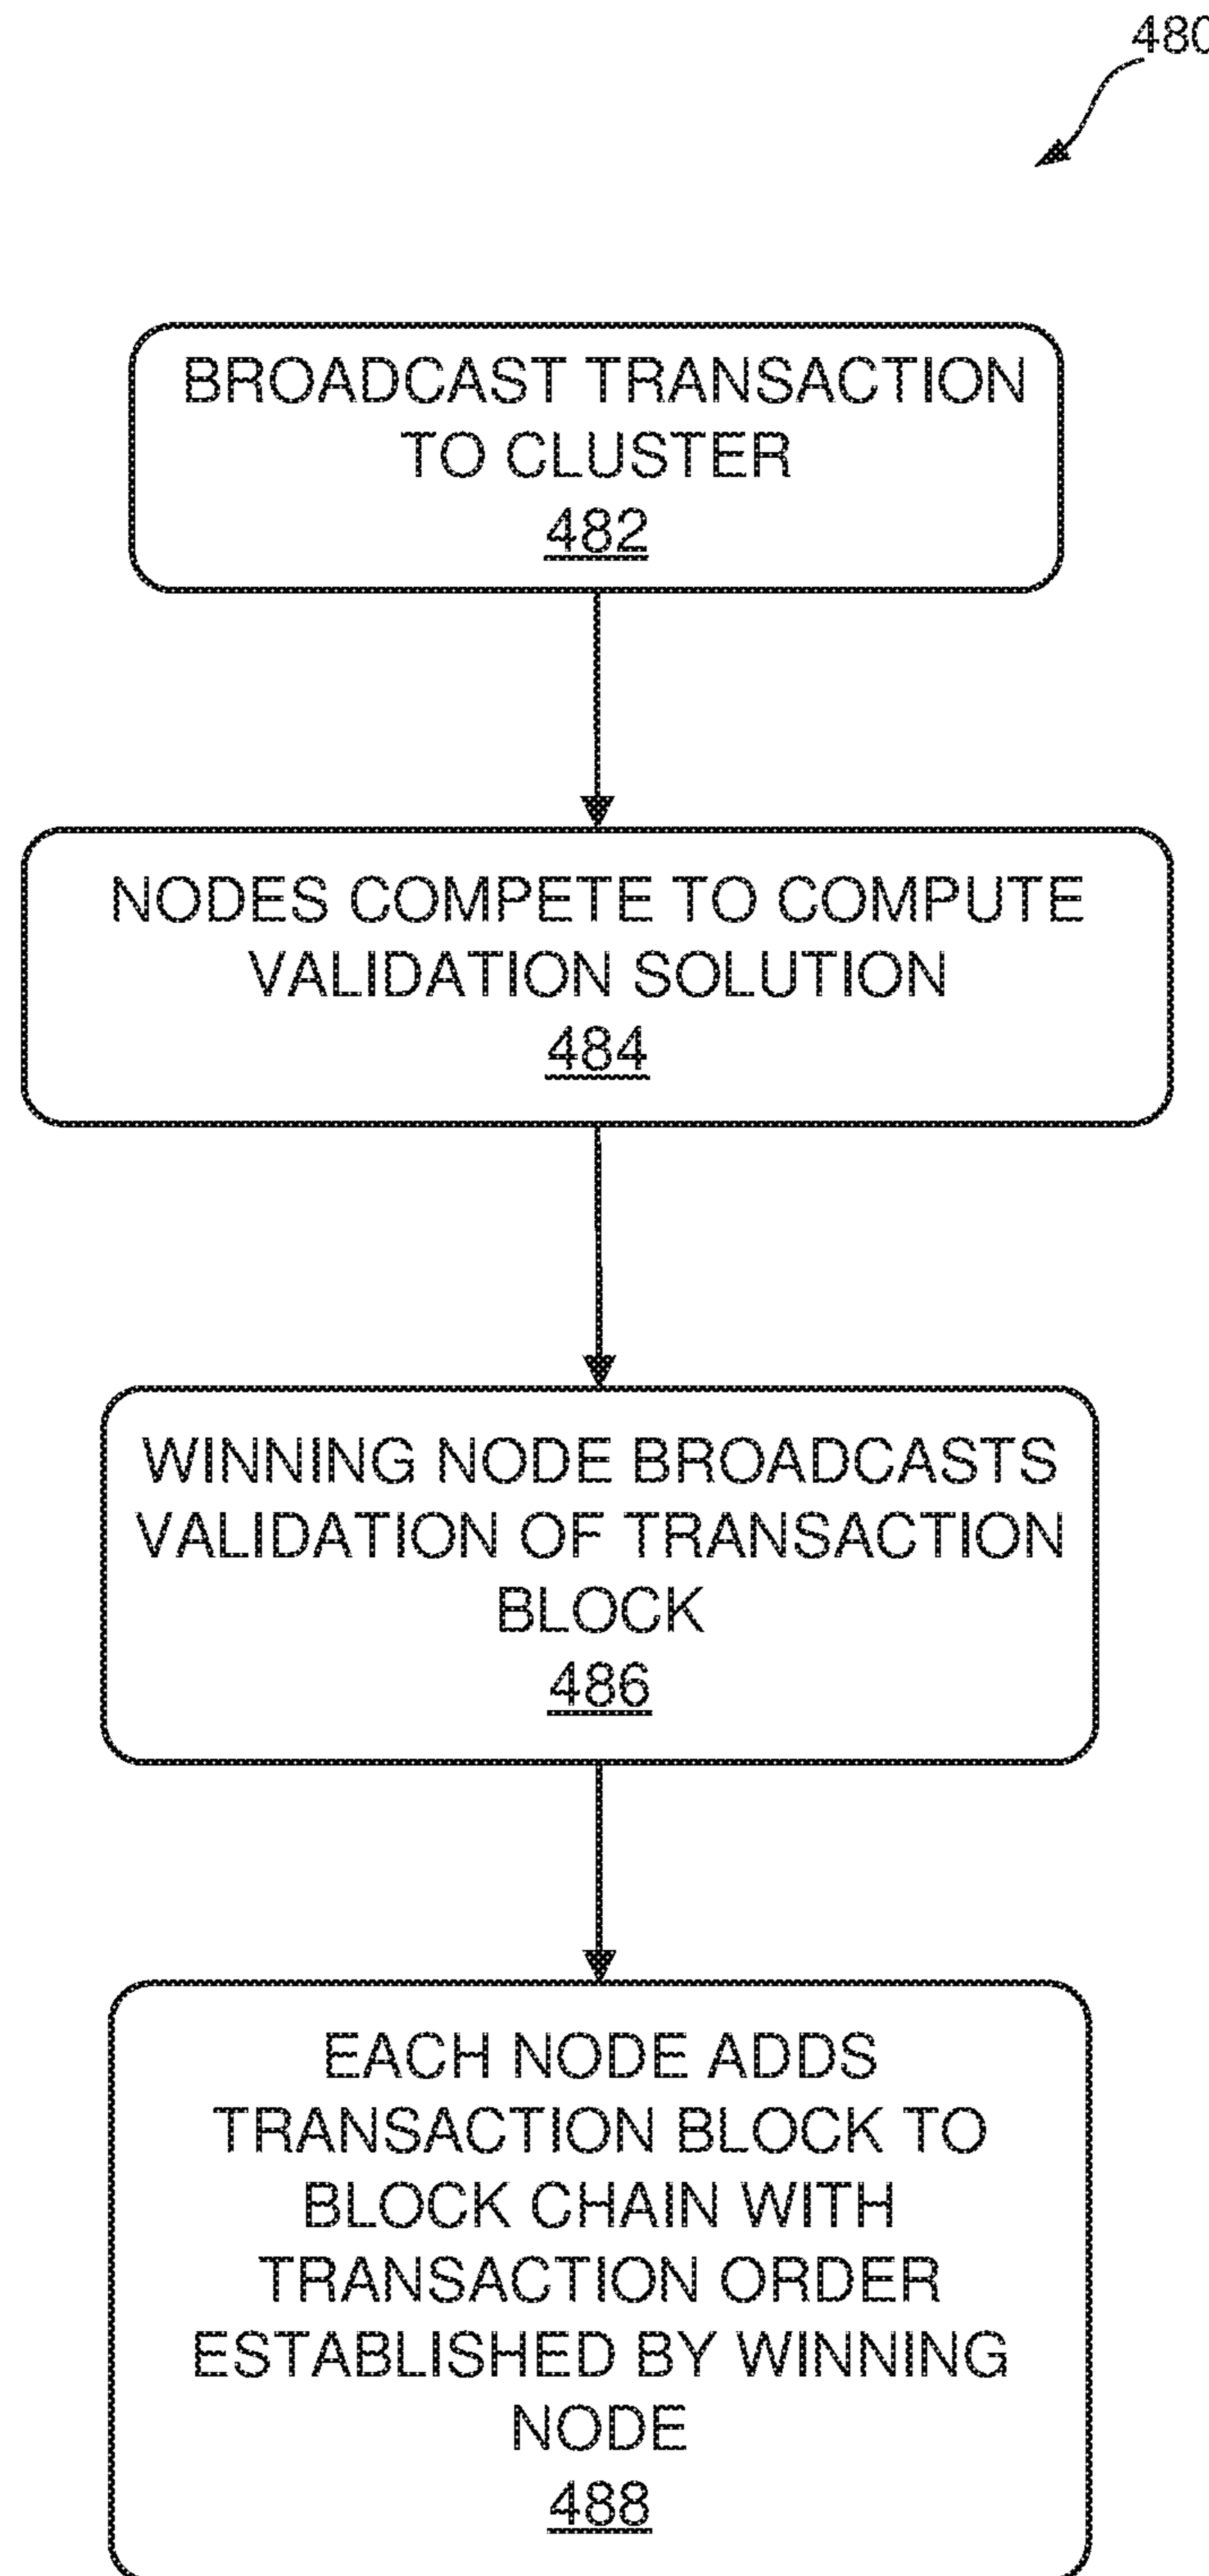 480
BROADCAST TRANSACTION
TO CLUSTER
482
NODES COMPETE TO COMPUTE
VALIDATION SOLUTION
484
WINNING NODE BROADCASTS
VALIDATION OF TRANSACTION
BLOCK
486
EACH NODE ADDS
TRANSACTION BLOCK TO
BLOCK CHAIN WITH
TRANSACTION ORDER
ESTABLISHED BY WINNING
NODE
488